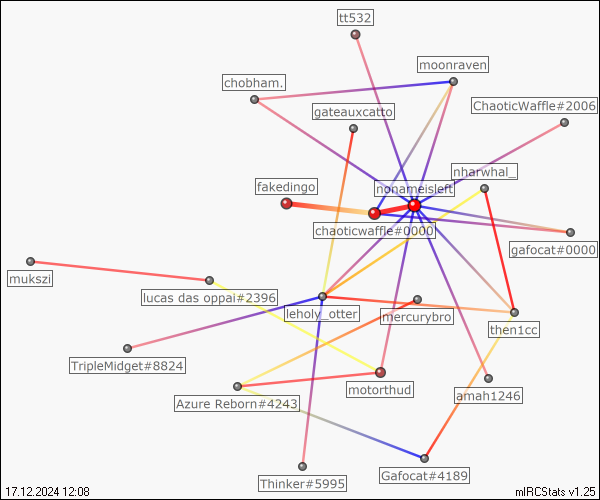 tt532
moonraven
chobham.
ChaoticWaffle#2006
gateauxcatto
nharwhal_
fakedingo
nonameisleft
chaoticwaffle#0000
gafocat#0000
mukszi
lucas das oppai#2396
leholy_otter
mercurybro
then1cc
TripleMidget#8824
motorthud
amah1246
Azure Reborn#4243
Gafocat#4189
Thinker#5995
17.12.2024 12:08
mIRCStats v1.25